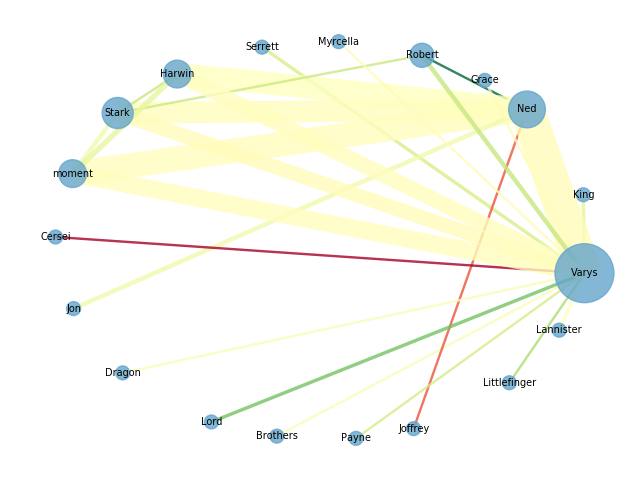 Myrcella
Serrett
Robert
Harwin
Grace
Ned
Stark
moment
King
Cersei
Varys
Jon
Lannister
Dragon
Littlefinger
Lord
Joffrey
Brothers
Payne